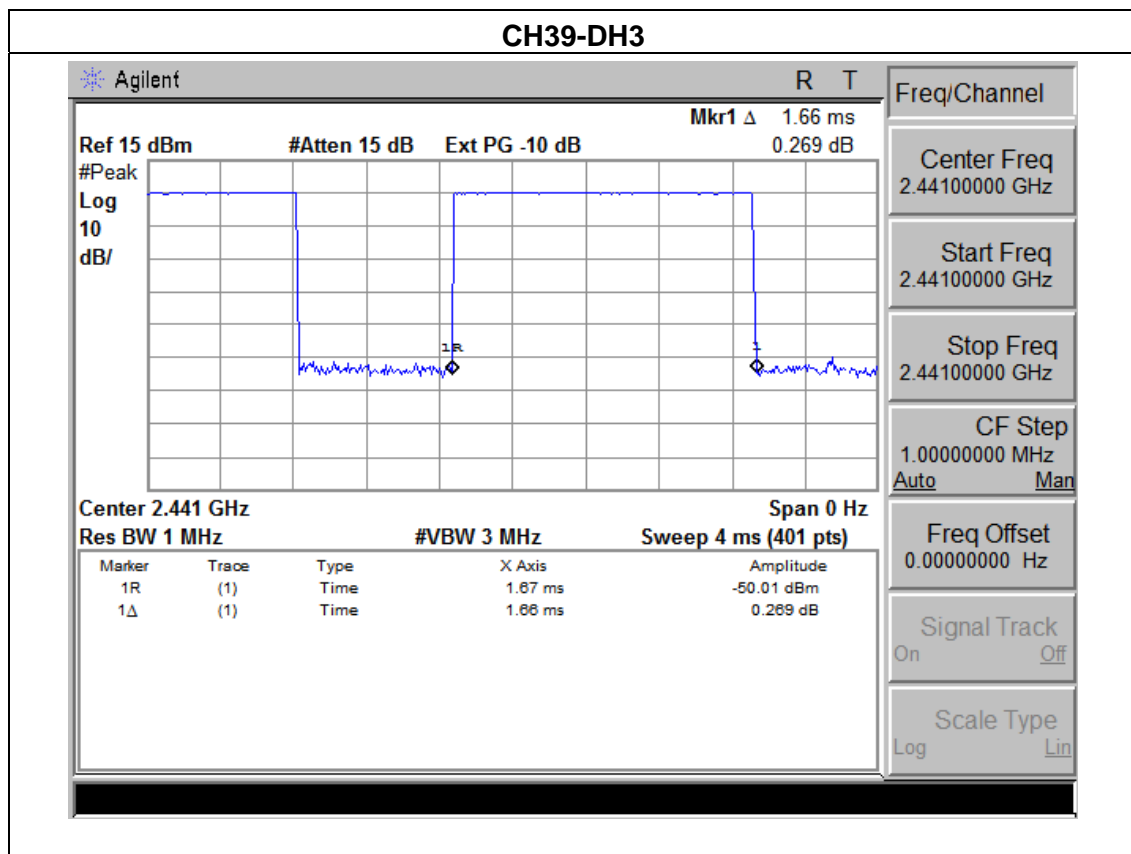 CH39-DH3
Agilent
R T
Mkr1 Δ 1.66 ms
Ref 15 dBm #Atten 15 dB Ext PG -10 dB 0.269 dB
#Peak
Log
10
dB/
1R
1
Center 2.441 GHz Span 0 Hz
Res BW 1 MHz #VBW 3 MHz Sweep 4 ms (401 pts)
Marker Trace Type X Axis Amplitude
1R (1) Time 1.67 ms -50.01 dBm
1Δ (1) Time 1.66 ms 0.269 dB
Freq/Channel
Center Freq
2.44100000 GHz
Start Freq
2.44100000 GHz
Stop Freq
2.44100000 GHz
CF Step
1.00000000 MHz
Auto Man
Freq Offset
0.00000000 Hz
Signal Track
On Off
Scale Type
Log Lin